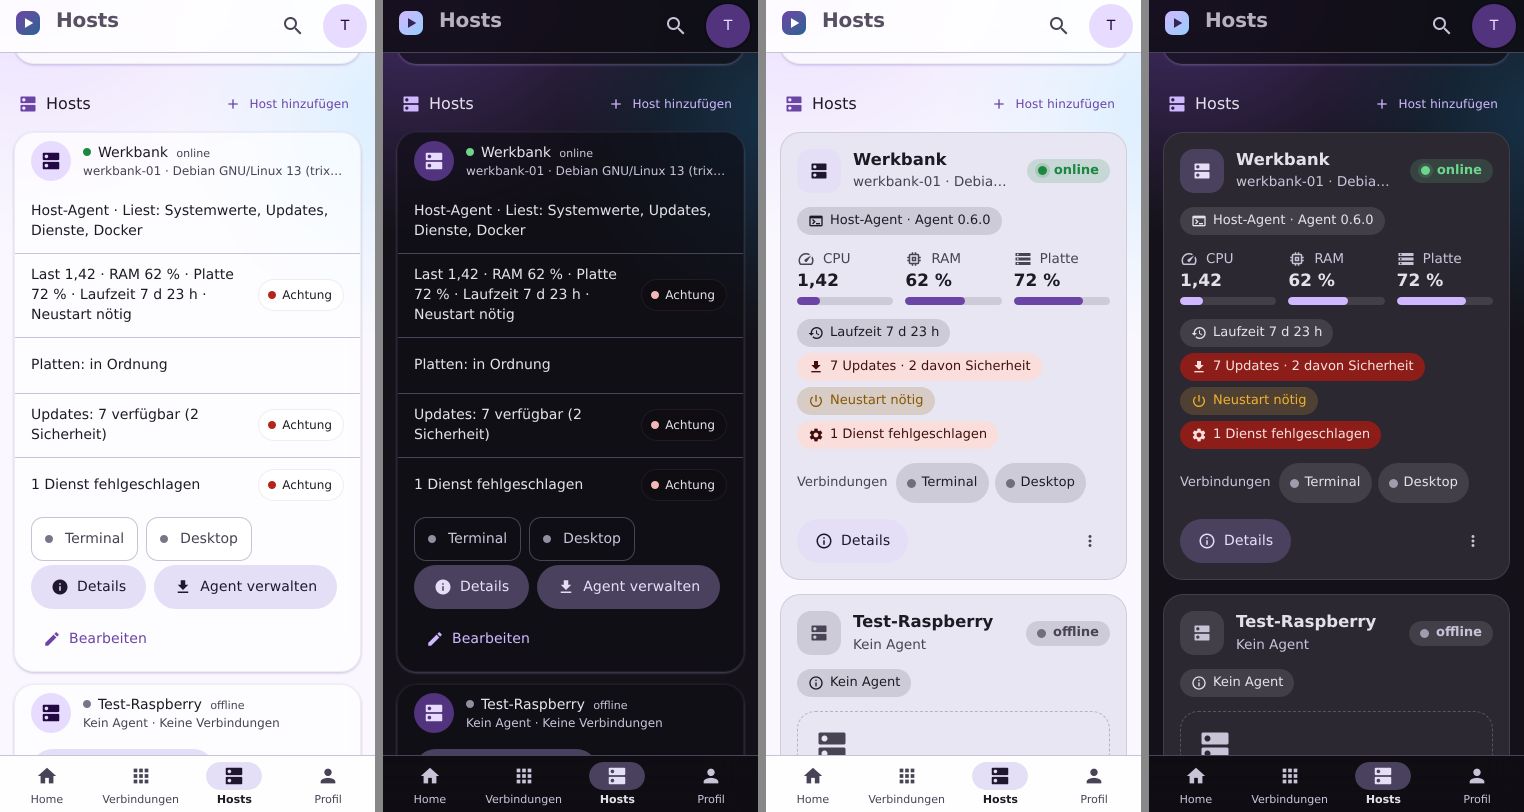 Hosts
T
Hosts
Host hinzufügen
Werkbank online
werkbank-01 · Debian GNU/Linux 13 (trix...
Host-Agent · Liest: Systemwerte, Updates,
Dienste, Docker
Last 1,42 · RAM 62 % · Platte
72 % · Laufzeit 7 d 23 h ·
Neustart nötig
Achtung
Platten: in Ordnung
Updates: 7 verfügbar (2
Sicherheit)
Achtung
1 Dienst fehlgeschlagen
Achtung
Terminal
Desktop
Details
Agent verwalten
Bearbeiten
Test-Raspberry offline
Kein Agent · Keine Verbindungen
Home
Verbindungen
Hosts
Profil
Hosts
T
Hosts
Host hinzufügen
Werkbank online
werkbank-01 · Debian GNU/Linux 13 (trix...
Host-Agent · Liest: Systemwerte, Updates,
Dienste, Docker
Last 1,42 · RAM 62 % · Platte
72 % · Laufzeit 7 d 23 h ·
Neustart nötig
Achtung
Platten: in Ordnung
Updates: 7 verfügbar (2
Sicherheit)
Achtung
1 Dienst fehlgeschlagen
Achtung
Terminal
Desktop
Details
Agent verwalten
Bearbeiten
Test-Raspberry offline
Kein Agent · Keine Verbindungen
Home
Verbindungen
Hosts
Profil
Hosts
T
Hosts
Host hinzufügen
Werkbank
werkbank-01 · Debia...
online
Host-Agent · Agent 0.6.0
CPU
1,42
RAM
62 %
Platte
72 %
Laufzeit 7 d 23 h
7 Updates · 2 davon Sicherheit
Neustart nötig
1 Dienst fehlgeschlagen
Verbindungen
Terminal
Desktop
Details
Test-Raspberry
Kein Agent
offline
Kein Agent
Home
Verbindungen
Hosts
Profil
Hosts
T
Hosts
Host hinzufügen
Werkbank
werkbank-01 · Debia...
online
Host-Agent · Agent 0.6.0
CPU
1,42
RAM
62 %
Platte
72 %
Laufzeit 7 d 23 h
7 Updates · 2 davon Sicherheit
Neustart nötig
1 Dienst fehlgeschlagen
Verbindungen
Terminal
Desktop
Details
Test-Raspberry
Kein Agent
offline
Kein Agent
Home
Verbindungen
Hosts
Profil